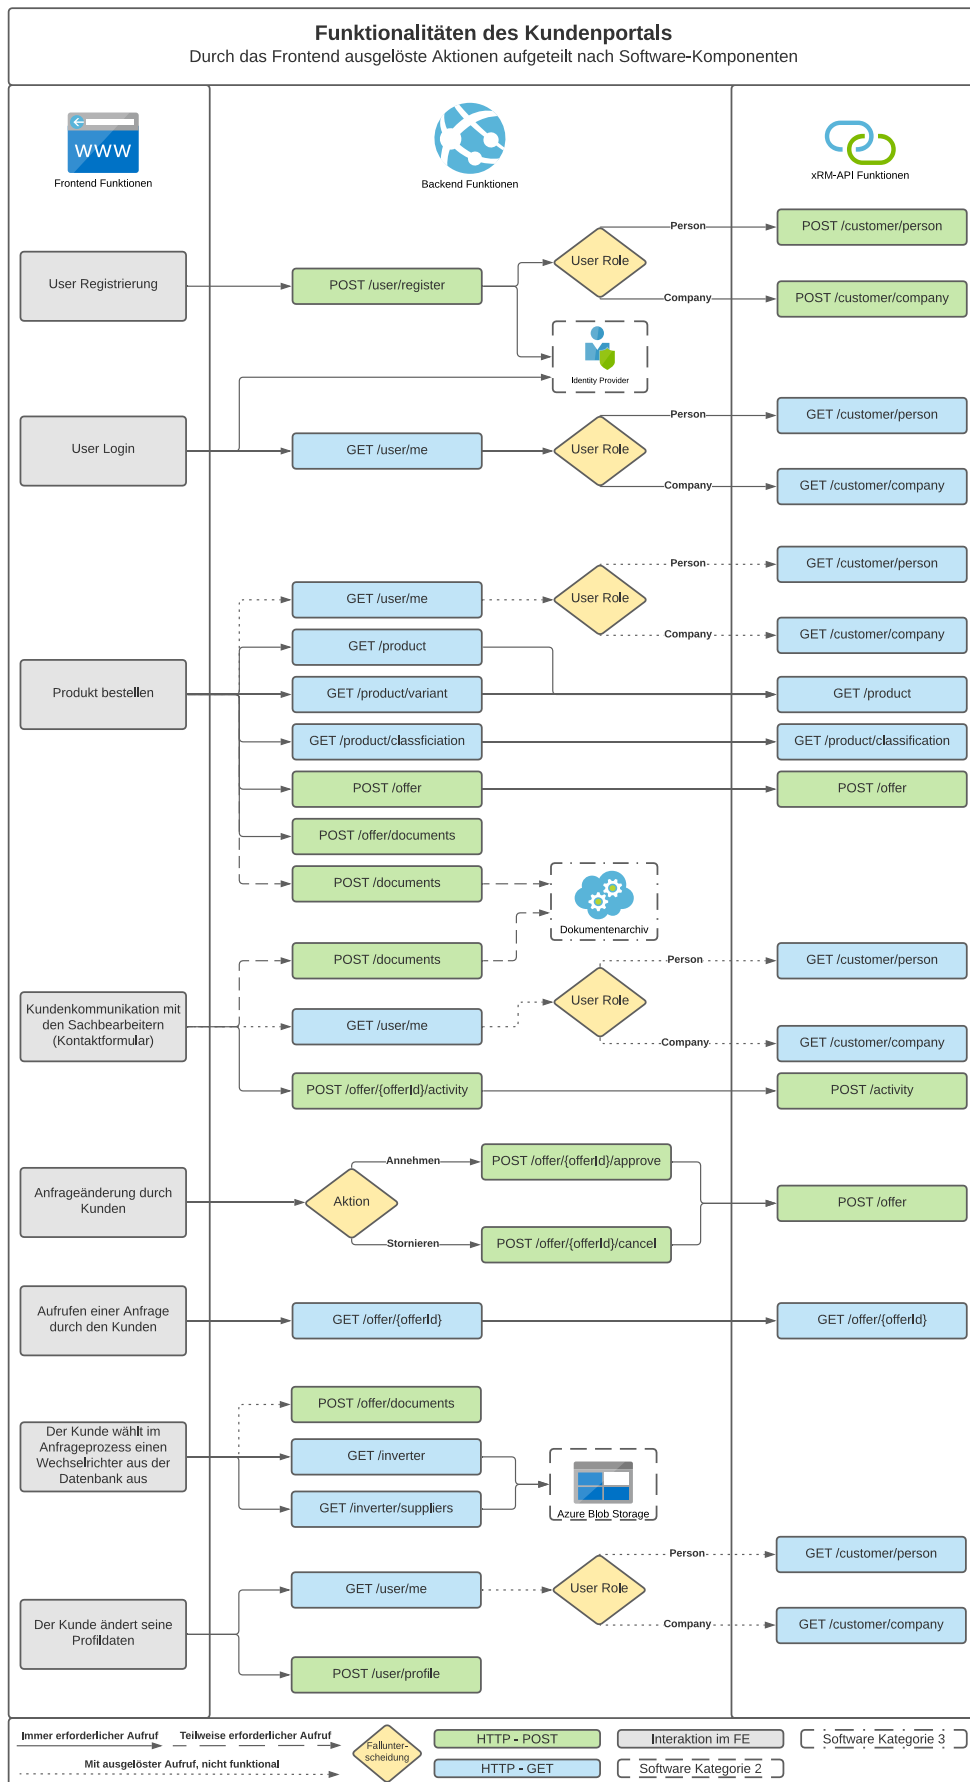 Funktionalitäten des Kundenportals
Durch das Frontend ausgelöste Aktionen aufgeteilt nach Software-Komponenten
www
Frontend Funktionen
Backend Funktionen
xRM-API Funktionen
User Registrierung
POST /user/register
User Role
Person
Company
POST /customer/person
POST /customer/company
Identity Provider
User Login
GET /user/me
User Role
Person
Company
GET /customer/person
GET /customer/company
Produkt bestellen
GET /user/me
User Role
Person
Company
GET /customer/person
GET /customer/company
GET /product
GET /product/variant
GET /product
GET /product/classficiation
GET /product/classification
POST /offer
POST /offer
POST /offer/documents
POST /documents
Dokumentenarchiv
Kundenkommunikation mit
den Sachbearbeitern
(Kontaktformular)
POST /documents
GET /user/me
User Role
Person
Company
GET /customer/person
GET /customer/company
POST /offer/{offerId}/activity
POST /activity
Anfrageänderung durch
Kunden
Aktion
Annehmen
Stornieren
POST /offer/{offerId}/approve
POST /offer/{offerId}/cancel
POST /offer
Aufrufen einer Anfrage
durch den Kunden
GET /offer/{offerId}
GET /offer/{offerId}
Der Kunde wählt im
Anfrageprozess einen
Wechselrichter aus der
Datenbank aus
POST /offer/documents
GET /inverter
GET /inverter/suppliers
Azure Blob Storage
Der Kunde ändert seine
Profildaten
GET /user/me
User Role
Person
Company
GET /customer/person
GET /customer/company
POST /user/profile
Immer erforderlicher Aufruf
Teilweise erforderlicher Aufruf
Mit ausgelöster Aufruf, nicht funktional
Fallunter-
scheidung
HTTP - POST
HTTP - GET
Interaktion im FE
Software Kategorie 2
Software Kategorie 3